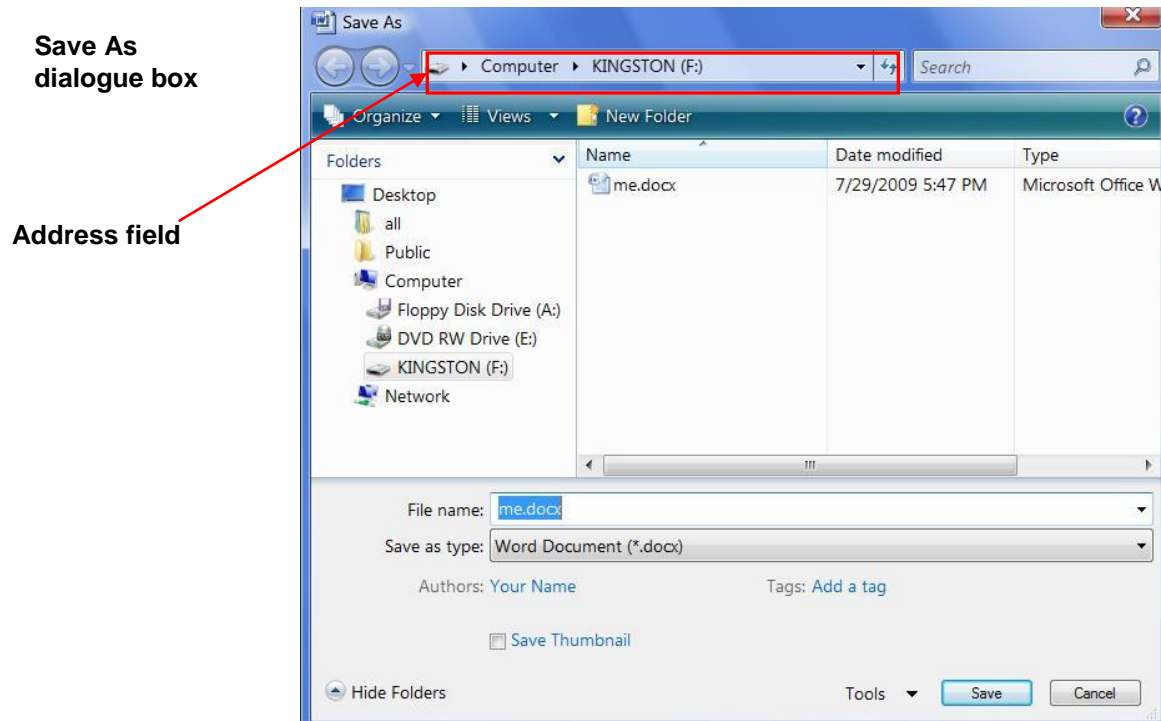 Save As
dialogue box
Address field
Save As
Computer KINGSTON (F:)
Search
Organize Views New Folder
Folders
Desktop
all
Public
Computer
Floppy Disk Drive (A:)
DVD RW Drive (E:)
KINGSTON (F:)
Network
Name Date modified Type
me.docx 7/29/2009 5:47 PM Microsoft Office W
File name: me.docx
Save as type: Word Document (*.docx)
Authors: Your Name Tags: Add a tag
Save Thumbnail
Hide Folders Tools Save Cancel